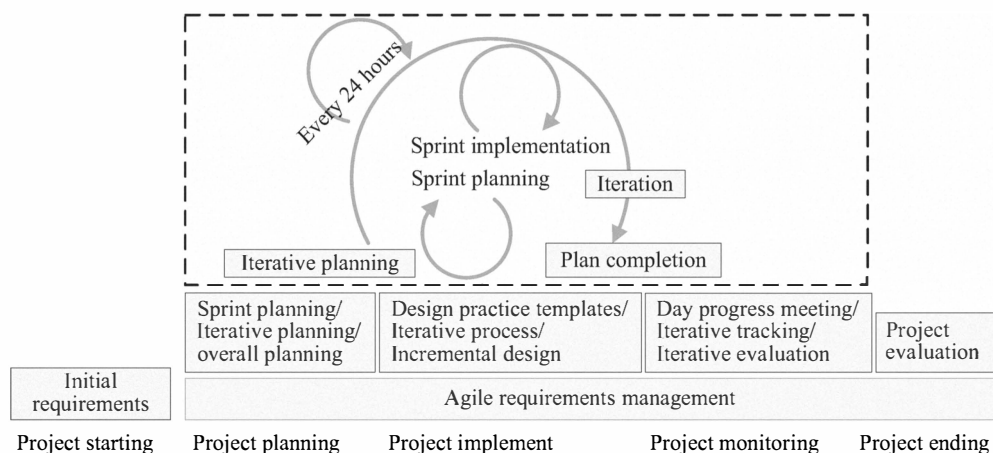 Every 24 hours
Sprint implementation
Sprint planning
Iteration
Iterative planning
Plan completion
Sprint planning/
Iterative planning/
overall planning
Design practice templates/
Iterative process/
Incremental design
Day progress meeting/
Iterative tracking/
Iterative evaluation
Project
evaluation
Initial
requirements
Agile requirements management
Project starting
Project planning
Project implement
Project monitoring
Project ending